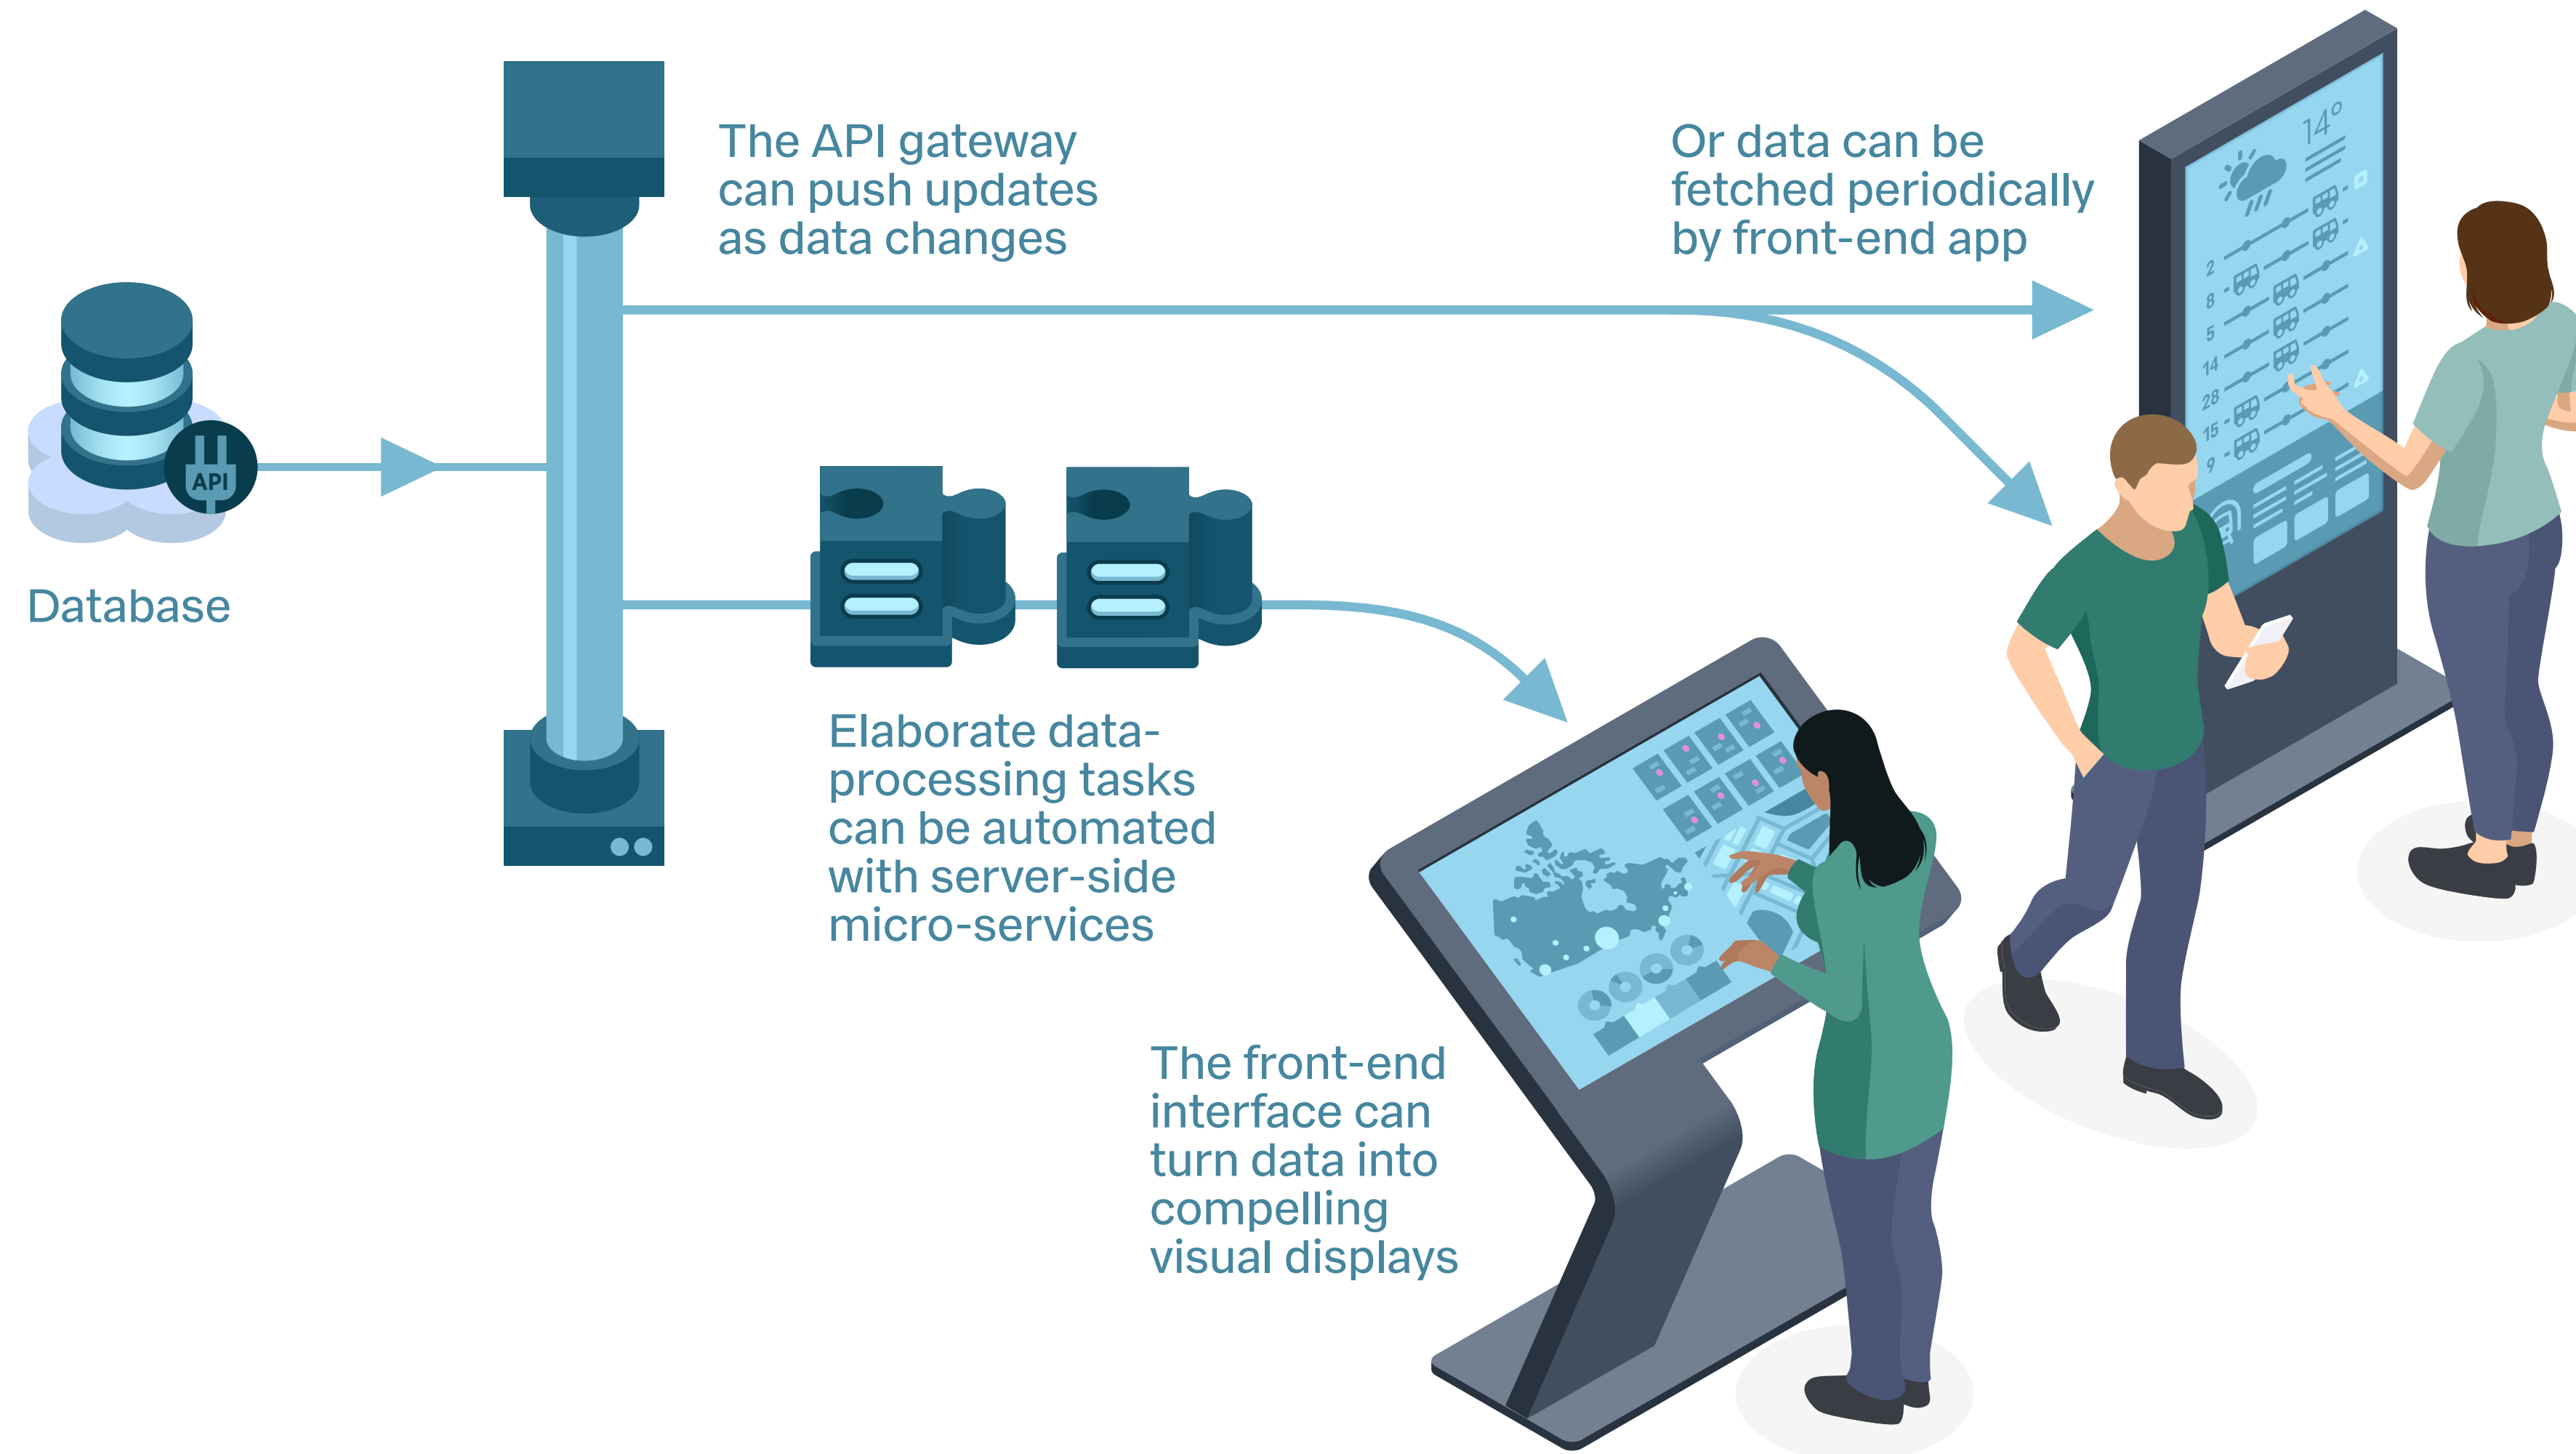 The API gateway
can push updates
as data changes
Or data can be
fetched periodically
by front-end app
14°
2
8
5
14
28
15
9
API
Database
Elaborate data-
processing tasks
can be automated
with server-side
micro-services
The front-end
interface can
turn data into
compelling
visual displays